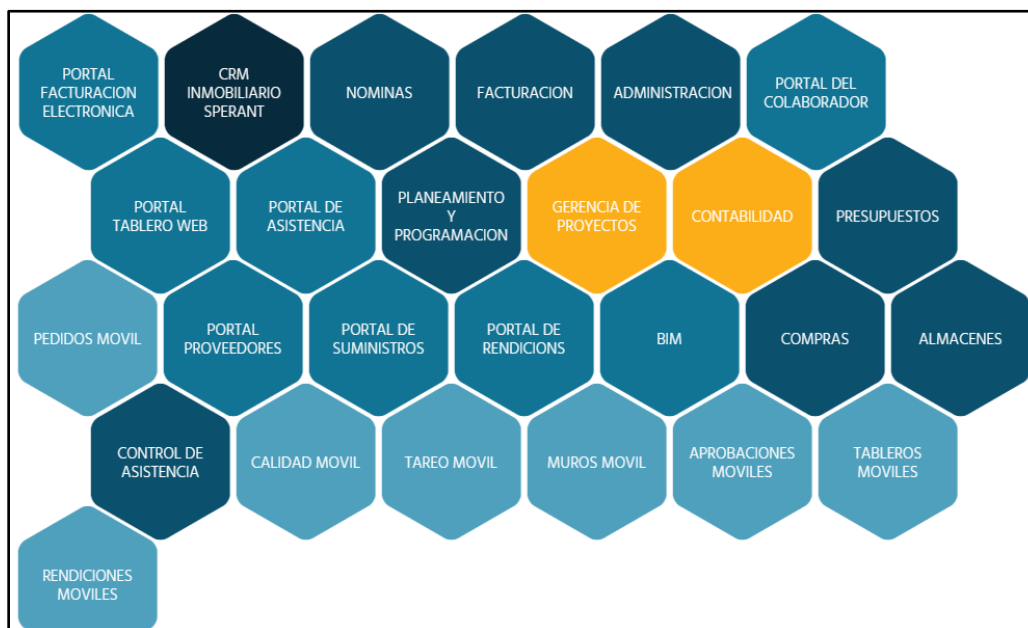 PORTAL
FACTURACION
ELECTRONICA
CRM
INMOBILIARIO
SPERANT
NOMINAS
FACTURACION
ADMINISTRACION
PORTAL DEL
COLABORADOR
PORTAL
TABLERO WEB
PORTAL DE
ASISTENCIA
PLANEAMIENTO
Y
PROGRAMACION
GERENCIA DE
PROYECTOS
CONTABILIDAD
PRESUPUESTOS
PEDIDOS MOVIL
PORTAL
PROVEEDORES
PORTAL DE
SUMINISTROS
PORTAL DE
RENDICIONS
BIM
COMPRAS
ALMACENES
CONTROL DE
ASISTENCIA
CALIDAD MOVIL
TAREO MOVIL
MUROS MOVIL
APROBACIONES
MOVILES
TABLEROS
MOVILES
RENDICIONES
MOVILES